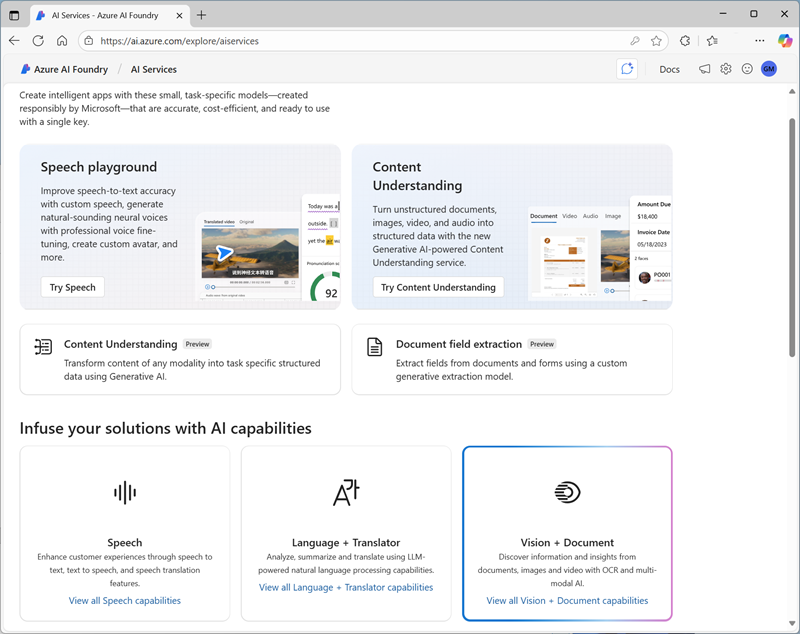 AI Services - Azure AI Foundry
https://ai.azure.com/explore/aiservices
Azure AI Foundry / AI Services
Docs
GM
Create intelligent apps with these small, task-specific models—created
responsibly by Microsoft—that are accurate, cost-efficient, and ready to use
with a single key.
Speech playground
Improve speech-to-text accuracy
with custom speech, generate
natural-sounding neural voices
with professional voice fine-
tuning, create custom avatar, and
more.
Try Speech
Translated video Original
Today was a
outside.
yet the
Pronunciation
92
Content
Understanding
Turn unstructured documents,
images, video, and audio into
structured data with the new
Generative AI-powered Content
Understanding service.
Try Content Understanding
Document Video Audio Image
Amount Due
$18,400
Invoice Date
05/18/2023
2 faces
PO001
Content Understanding Preview
Transform content of any modality into task specific structured
data using Generative AI.
Document field extraction Preview
Extract fields from documents and forms using a custom
generative extraction model.
Infuse your solutions with AI capabilities
Speech
Enhance customer experiences through speech to
text, text to speech, and speech translation
features.
View all Speech capabilities
Language + Translator
Analyze, summarize and translate using LLM-
powered natural language processing capabilities.
View all Language + Translator capabilities
Vision + Document
Discover information and insights from
documents, images and video with OCR and multi-
modal AI.
View all Vision + Document capabilities